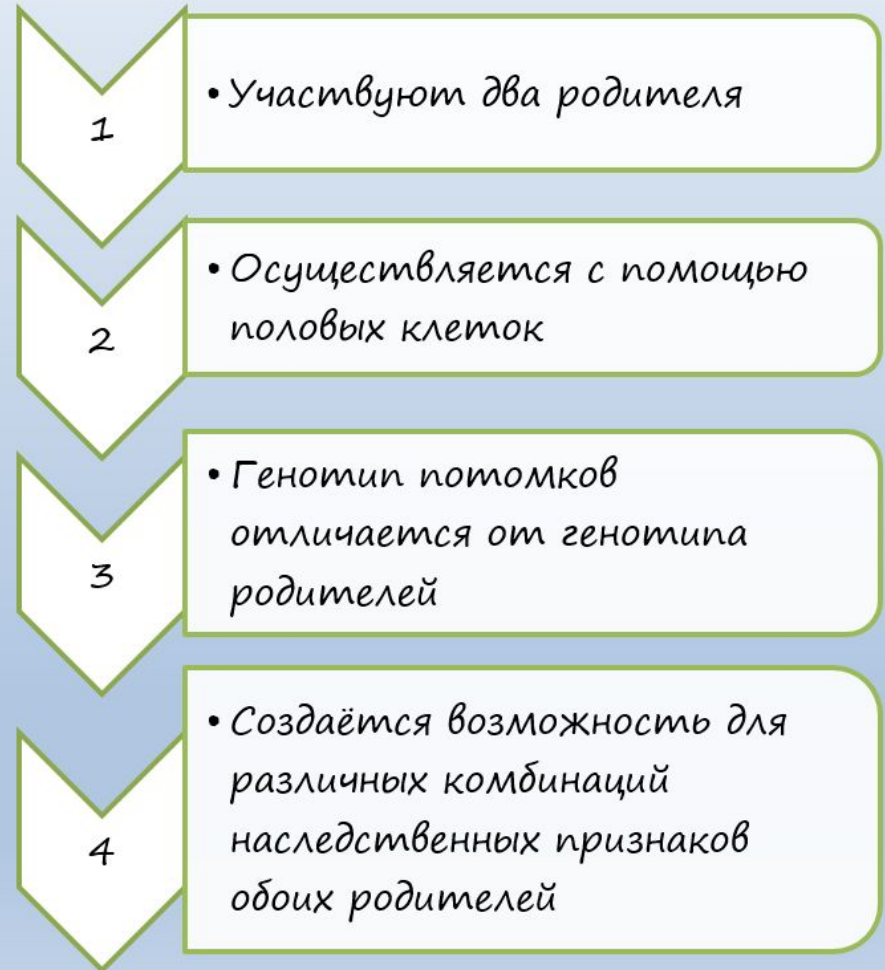 1
• Участвуют два родителя
2
• Осуществляется с помощью
половых клеток
3
• Генотип потомков
отличается от генотипа
родителей
4
• Создаётся возможность для
различных комбинаций
наследственных признаков
обоих родителей